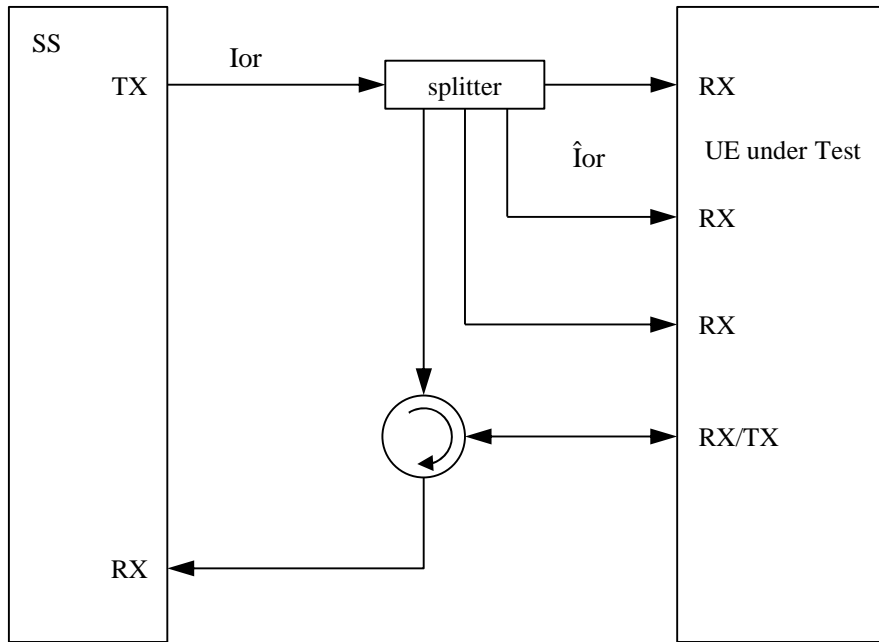 SS
TX
Ior
splitter
RX
UE under Test
Îor
RX
RX
RX/TX
RX